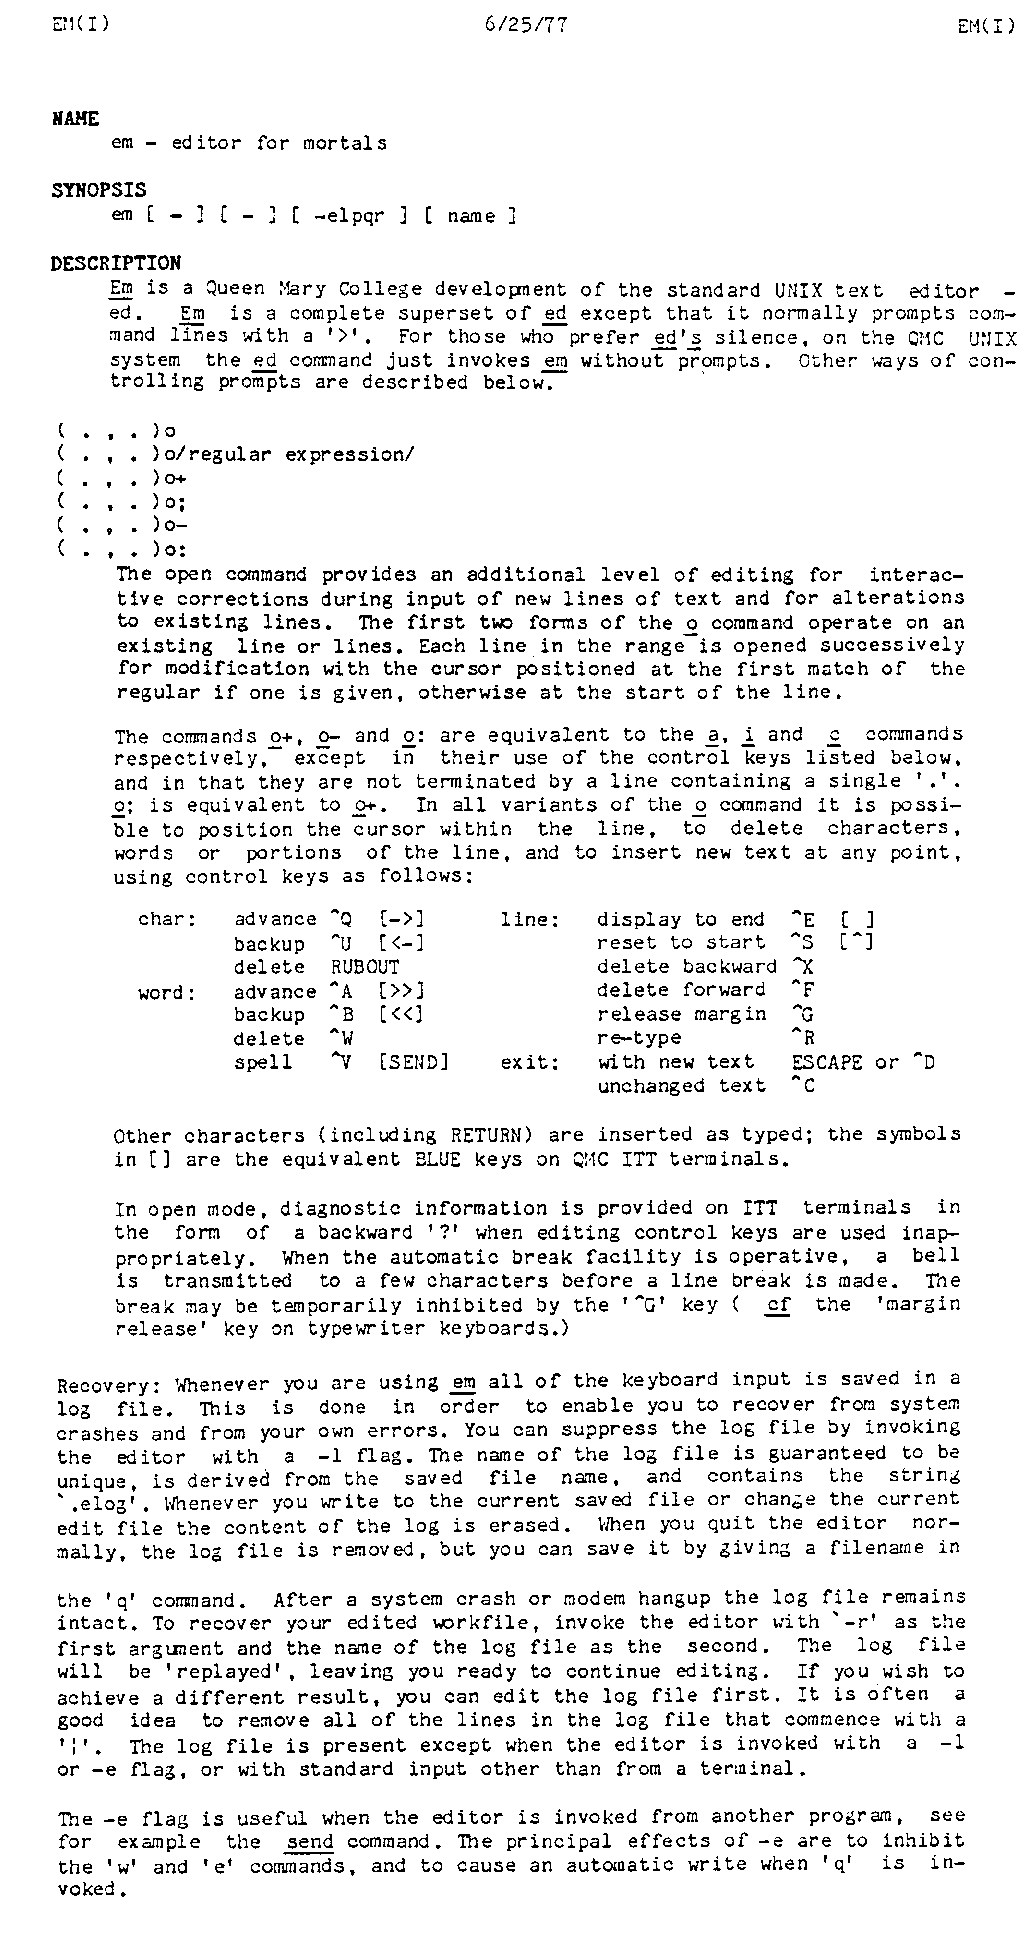 EM(I) 6/25/77 EM(I)
NAME
em - editor for mortals
SYNOPSIS
em [ - ] [ - ] [ -elpqr ] [ name ]
DESCRIPTION
Em is a Queen Mary College development of the standard UNIX text editor -
ed. Em is a complete superset of ed except that it normally prompts com-
mand lines with a '>'. For those who prefer ed's silence, on the QMC UNIX
system the ed command just invokes em without prompts. Other ways of con-
trolling prompts are described below.
( . , . )o
( . , . )o/regular expression/
( . , . )o+
( . , . )o;
( . , . )o-
( . , . )o:
The open command provides an additional level of editing for interac-
tive corrections during input of new lines of text and for alterations
to existing lines. The first two forms of the o command operate on an
existing line or lines. Each line in the range is opened successively
for modification with the cursor positioned at the first match of the
regular if one is given, otherwise at the start of the line.
The commands o+, o- and o: are equivalent to the a, i and c commands
respectively, except in their use of the control keys listed below,
and in that they are not terminated by a line containing a single '.'.
o; is equivalent to o+. In all variants of the o command it is possi-
ble to position the cursor within the line, to delete characters,
words or portions of the line, and to insert new text at any point,
using control keys as follows:
char: advance ^Q [->] line: display to end ^E [_]
backup ^U [<-] reset to start ^S [^]
delete RUBOUT delete backward ^X
word: advance ^A [>>] delete forward ^F
backup ^B [<<] release margin ^G
delete ^W re-type ^R
spell ^V [SEND] exit: with new text ESCAPE or ^D
unchanged text ^C
Other characters (including RETURN) are inserted as typed; the symbols
in [] are the equivalent BLUE keys on QMC ITT terminals.
In open mode, diagnostic information is provided on ITT terminals in
the form of a backward '?' when editing control keys are used inap-
propriately. When the automatic break facility is operative, a bell
is transmitted to a few characters before a line break is made. The
break may be temporarily inhibited by the '^G' key ( cf the 'margin
release' key on typewriter keyboards.)
Recovery: Whenever you are using em all of the keyboard input is saved in a
log file. This is done in order to enable you to recover from system
crashes and from your own errors. You can suppress the log file by invoking
the editor with a -l flag. The name of the log file is guaranteed to be
unique, is derived from the saved file name, and contains the string
`.elog'. Whenever you write to the current saved file or change the current
edit file the content of the log is erased. When you quit the editor nor-
mally, the log file is removed, but you can save it by giving a filename in
the 'q' command. After a system crash or modem hangup the log file remains
intact. To recover your edited workfile, invoke the editor with `-r' as the
first argument and the name of the log file as the second. The log file
will be 'replayed', leaving you ready to continue editing. If you wish to
achieve a different result, you can edit the log file first. It is often a
good idea to remove all of the lines in the log file that commence with a
'|'. The log file is present except when the editor is invoked with a -l
or -e flag, or with standard input other than from a terminal.
The -e flag is useful when the editor is invoked from another program, see
for example the send command. The principal effects of -e are to inhibit
the 'w' and 'e' commands, and to cause an automatic write when 'q' is in-
voked.